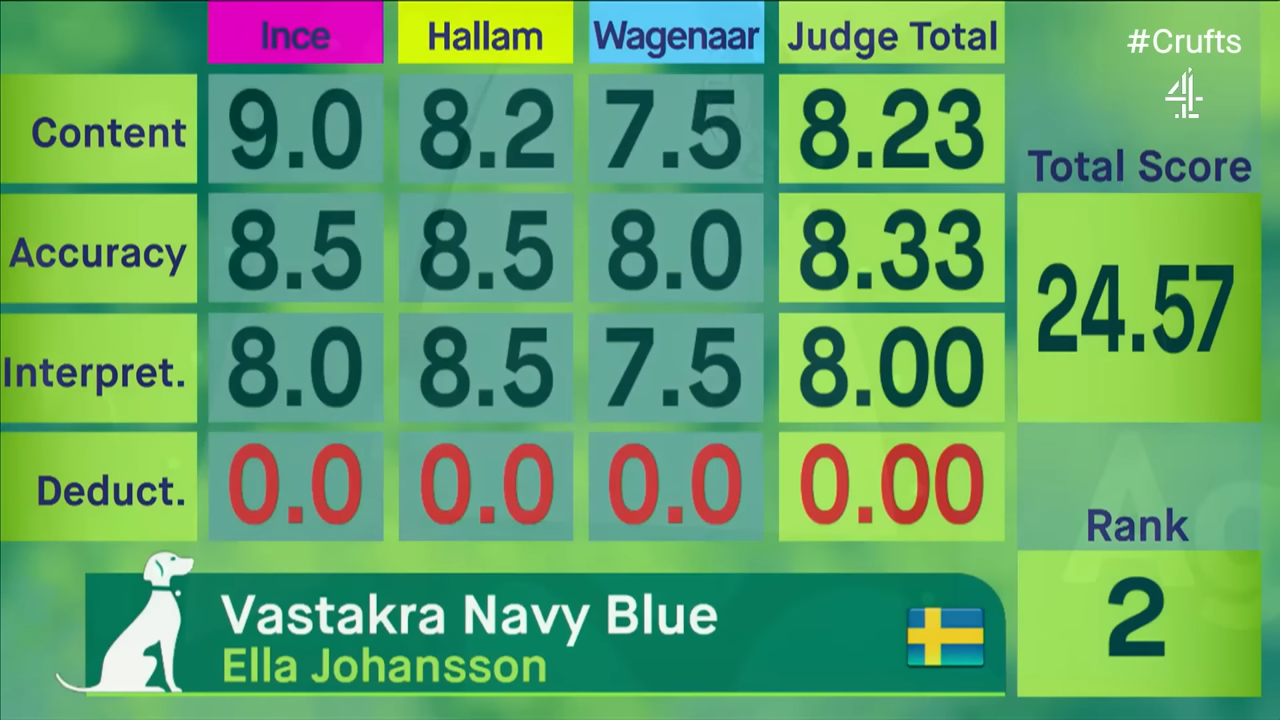 Ince Hallam Wagenaar Judge Total
#Crufts
4
Content 9.0 8.2 7.5 8.23
Total Score
Accuracy 8.5 8.5 8.0 8.33
24.57
Interpret. 8.0 8.5 7.5 8.00
Deduct. 0.0 0.0 0.0 0.00
Rank
2
Vastakra Navy Blue
Ella Johansson